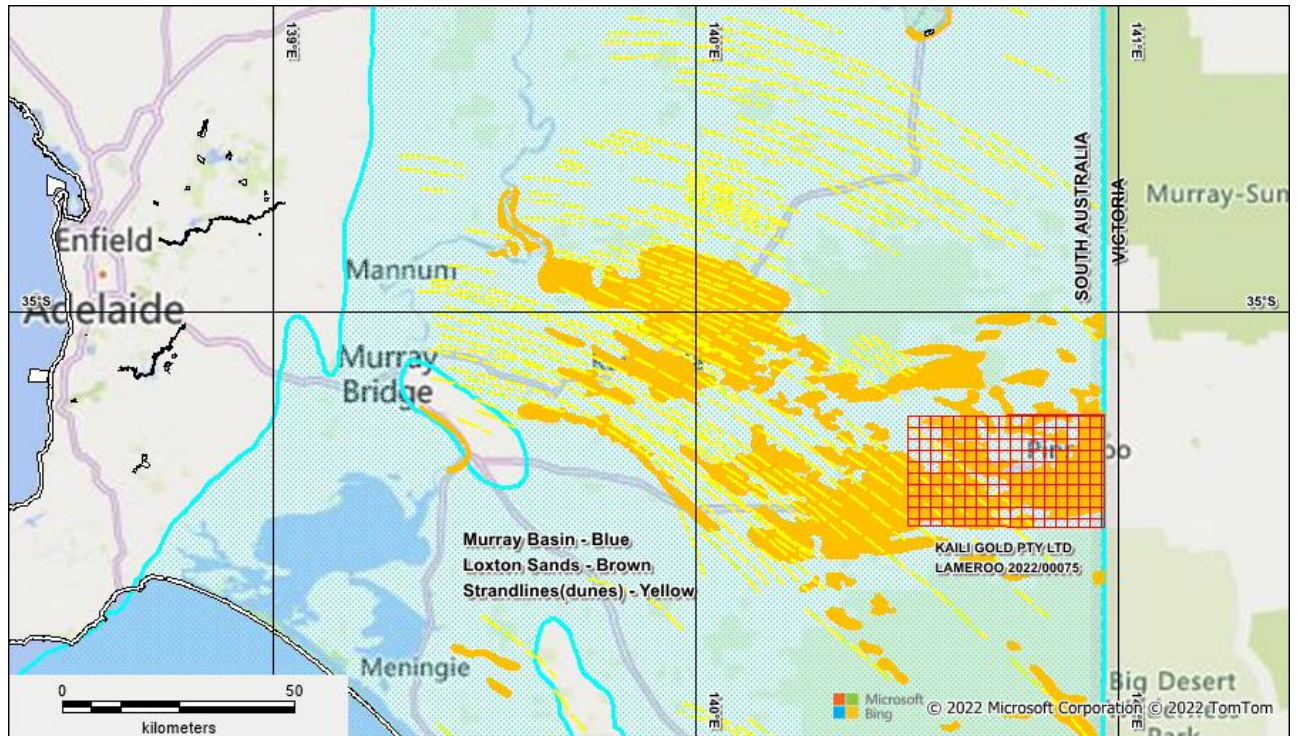 139°E
140°E
141°E
SOUTH AUSTRALIA
VICTORIA
Murray-Sun
Enfield
Mannum
35°S
35°S
Adelaide
Murray
Bridge
KAILI GOLD PTY LTD
LAMEROO 2022/00075
Murray Basin - Blue
Loxton Sands - Brown
Strandlines(dunes) - Yellow
Meningie
0 50
kilometers
140°E
Big Desert
Park
Microsoft
Bing
© 2022 Microsoft Corporation © 2022 TomTom